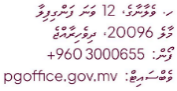 ހ. ވެލާނާގެ، 12 ވަނަ ފަންގިފިލާ
މާލެ 20096، ދިވެހިރާއްޖެ
ފޯން: 3000655 960+
ވެބްސައިޓް: pgoffice.gov.mv